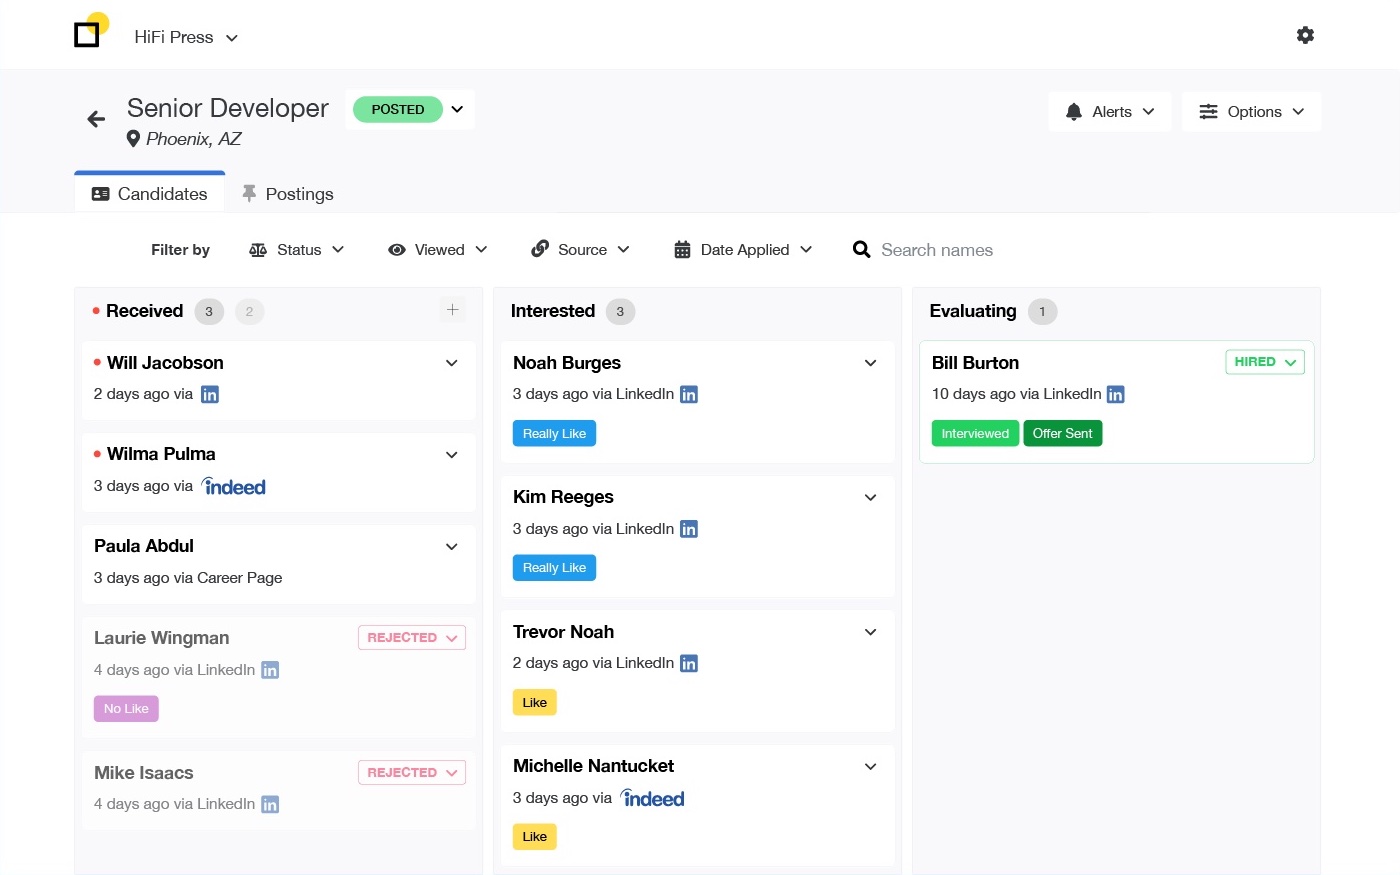 HiFi Press
Senior Developer POSTED
Phoenix, AZ
Alerts Options
Candidates Postings
Filter by Status Viewed Source Date Applied Search names
Received 3 2
Will Jacobson
2 days ago via in
Wilma Pulma
3 days ago via indeed
Paula Abdul
3 days ago via Career Page
Laurie Wingman REJECTED
4 days ago via LinkedIn in
No Like
Mike Isaacs REJECTED
4 days ago via LinkedIn in
Interested 3
Noah Burges
3 days ago via LinkedIn in
Really Like
Kim Reeges
3 days ago via LinkedIn in
Really Like
Trevor Noah
2 days ago via LinkedIn in
Like
Michelle Nantucket
3 days ago via indeed
Like
Evaluating 1
Bill Burton HIRED
10 days ago via LinkedIn in
Interviewed Offer Sent